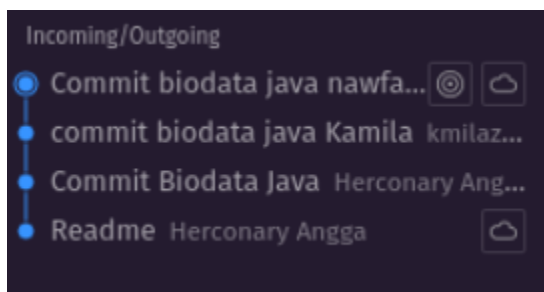 Incoming/Outgoing
Commit biodata java nawfa...
commit biodata java Kamila kmilaz...
Commit Biodata Java Herconary Ang...
Readme Herconary Angga